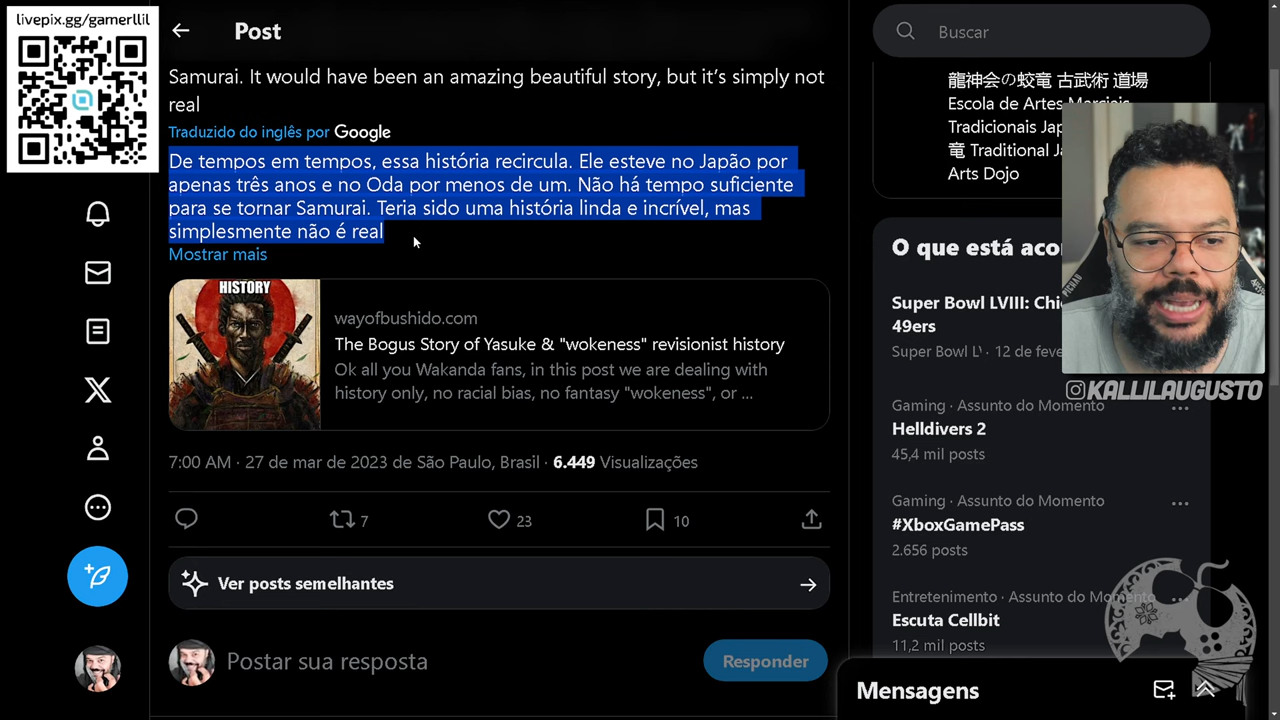 livepix.gg/gamerllil
Post
Buscar
Samurai. It would have been an amazing beautiful story, but it's simply not
real
Traduzido do inglês por Google
De tempos em tempos, essa história recircula. Ele esteve no Japão por
apenas três anos e no Oda por menos de um. Não há tempo suficiente
para se tornar Samurai. Teria sido uma história linda e incrível, mas
simplesmente não é real
Mostrar mais
HISTORY
wayofbushido.com
The Bogus Story of Yasuke & "wokeness" revisionist history
Ok all you Wakanda fans, in this post we are dealing with
history only, no racial bias, no fantasy "wokeness", or ...
7:00 AM · 27 de mar de 2023 de São Paulo, Brasil · 6.449 Visualizações
7
23
10
Ver posts semelhantes
Postar sua resposta
Responder
龍神会の蛟竜 古武術 道場
Escola de Artes Marciais
Tradicionais Jap
竜 Traditional J
Arts Dojo
O que está aco
Super Bowl LVIII: Chi
49ers
Super Bowl L · 12 de feve
PICHAU
KALLILAUGUSTO
Gaming · Assunto do Momento
Helldivers 2
45,4 mil posts
Gaming · Assunto do Momento
#XboxGamePass
2.656 posts
Entretenimento · Assunto do Momento
Escuta Cellbit
11,2 mil posts
Mensagens